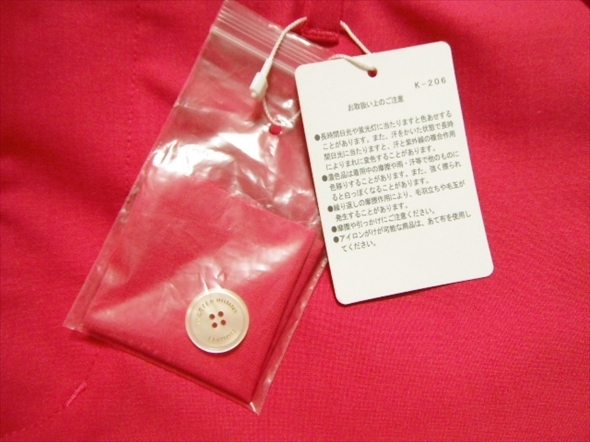 K-206
お取扱い上のご注意
●長時間日光や蛍光灯に当たりますと色あせする
ことがあります。また、汗をかいた状態で長時
間日光に当たりますと、汗と紫外線の複合作用
によりまれに変色することがあります。
●濃色品は着用中の摩擦や雨・汗等で他のものに
色移りすることがあります。また、強く擦られ
ると白っぽくなることがあります。
●繰り返しの摩擦作用により、毛羽立ちや毛玉が
発生することがあります。
●摩擦や引っかけにご注意ください。
●アイロンがけが可能な商品は、あて布を使用し
てください。